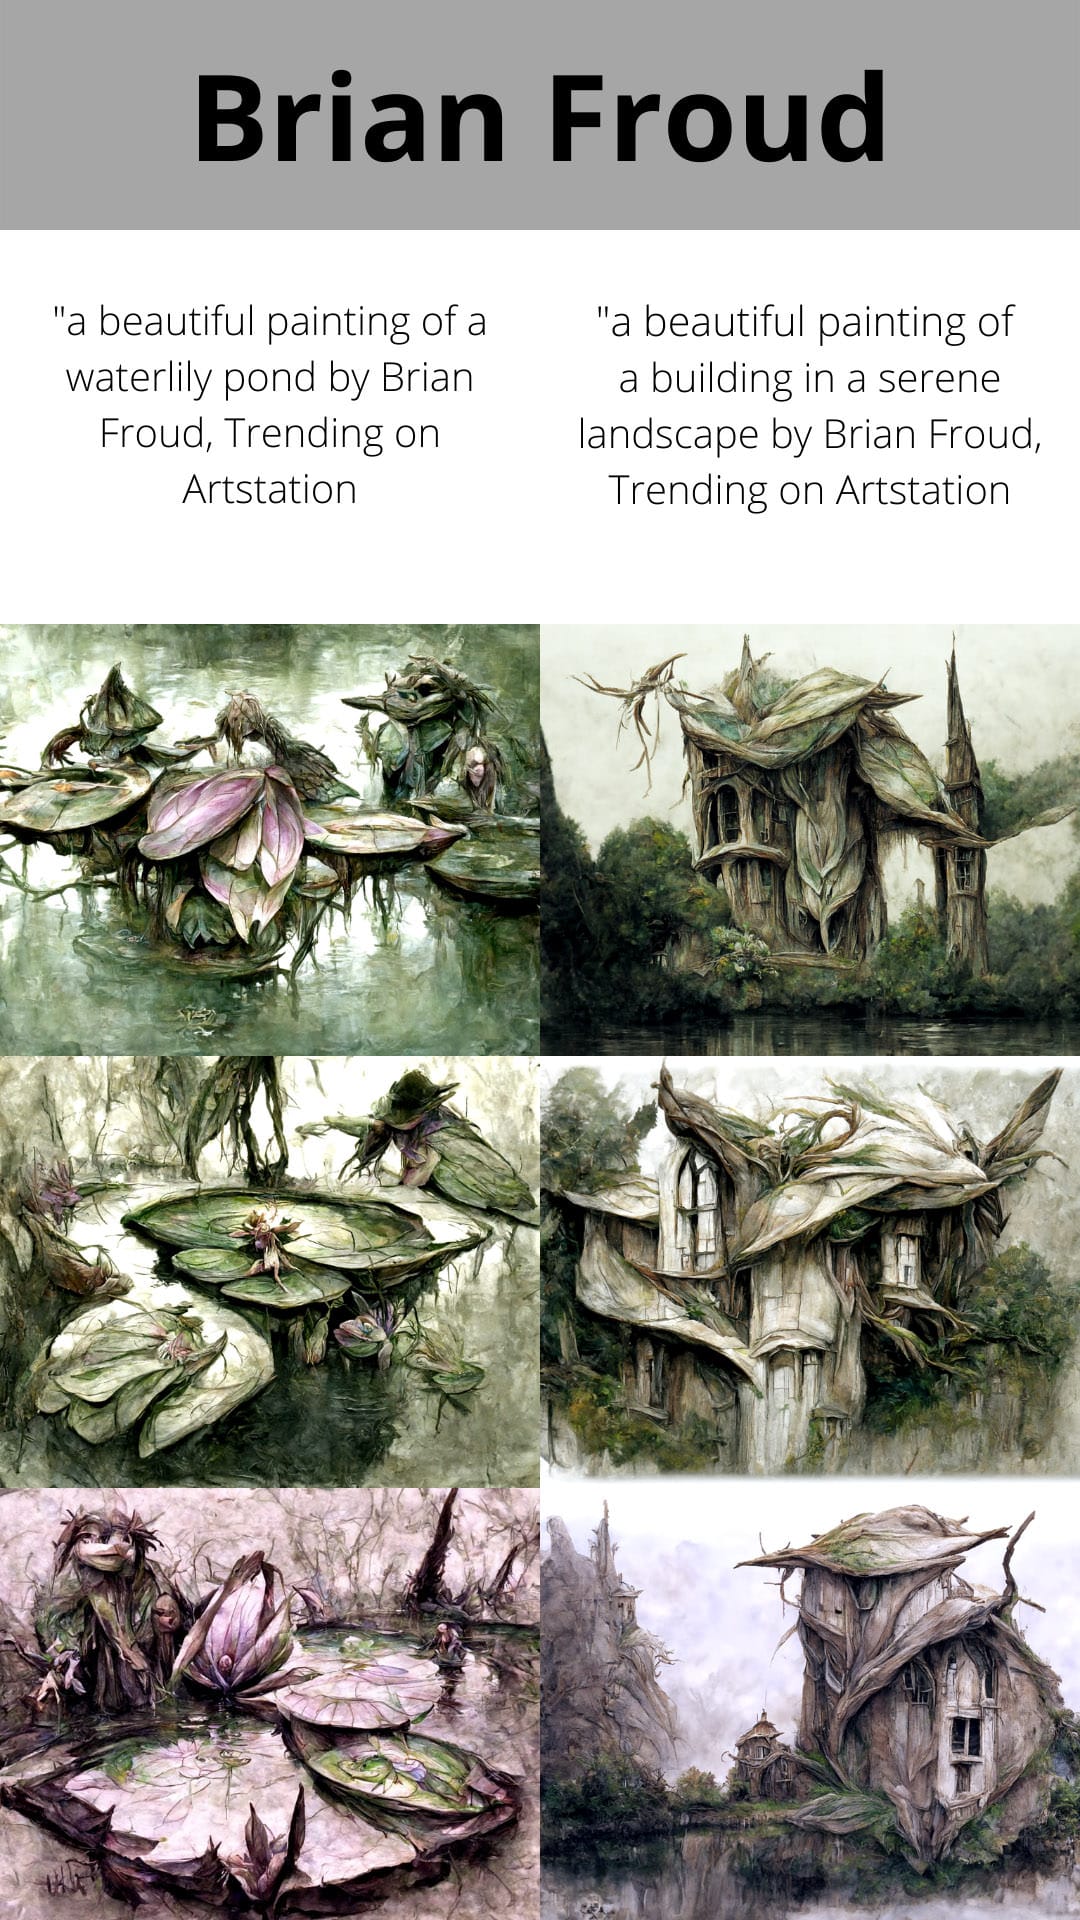 Brian Froud
"a beautiful painting of a
waterlily pond by Brian
Froud, Trending on
Artstation
"a beautiful painting of
a building in a serene
landscape by Brian Froud,
Trending on Artstation